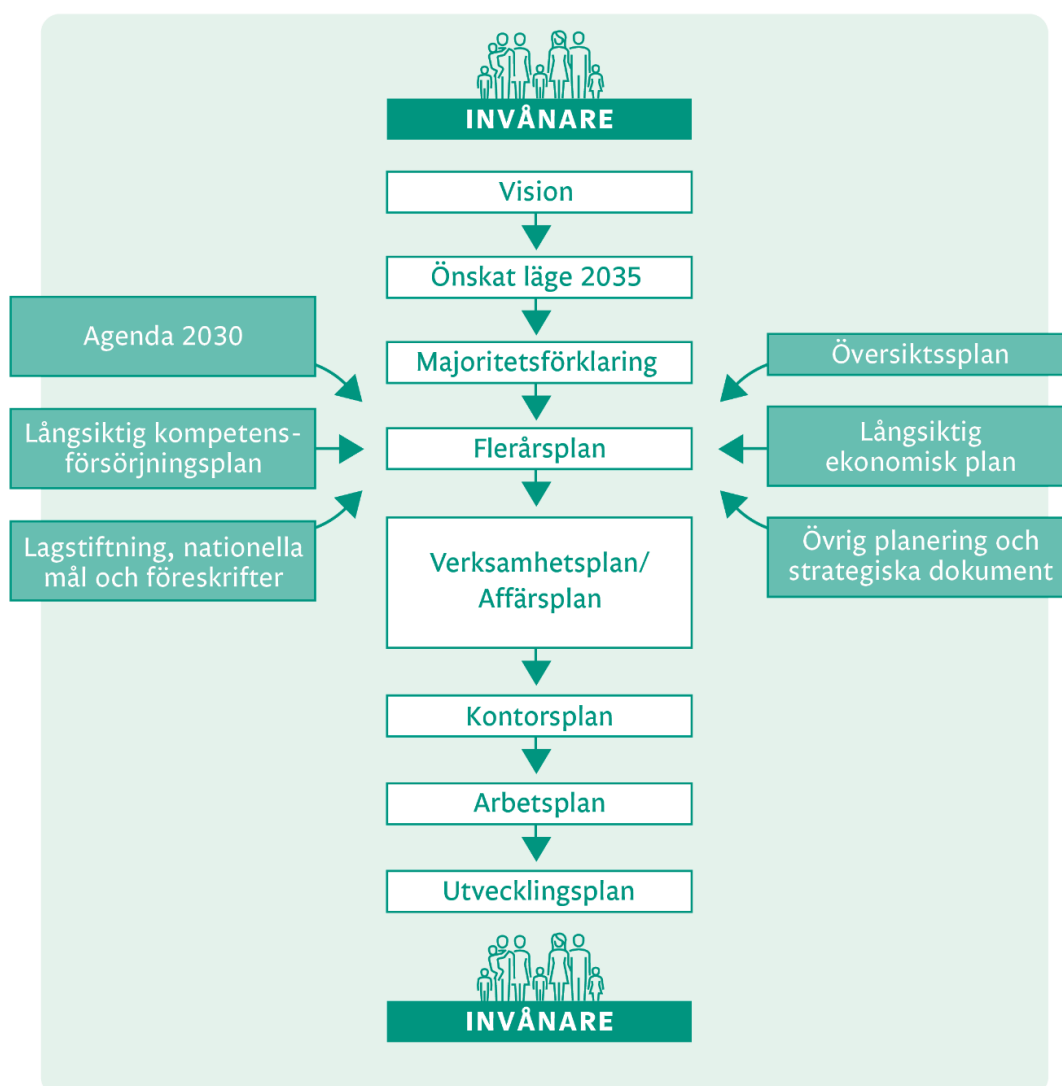 INVÅNARE
Vision
Önskat läge 2035
Majoritetsförklaring
Flerårsplan
Verksamhetsplan/
Affärsplan
Kontorsplan
Arbetsplan
Utvecklingsplan
INVÅNARE
Agenda 2030
Långsiktig kompetens-
försörjningsplan
Lagstiftning, nationella
mål och föreskrifter
Översiktssplan
Långsiktig
ekonomisk plan
Övrig planering och
strategiska dokument